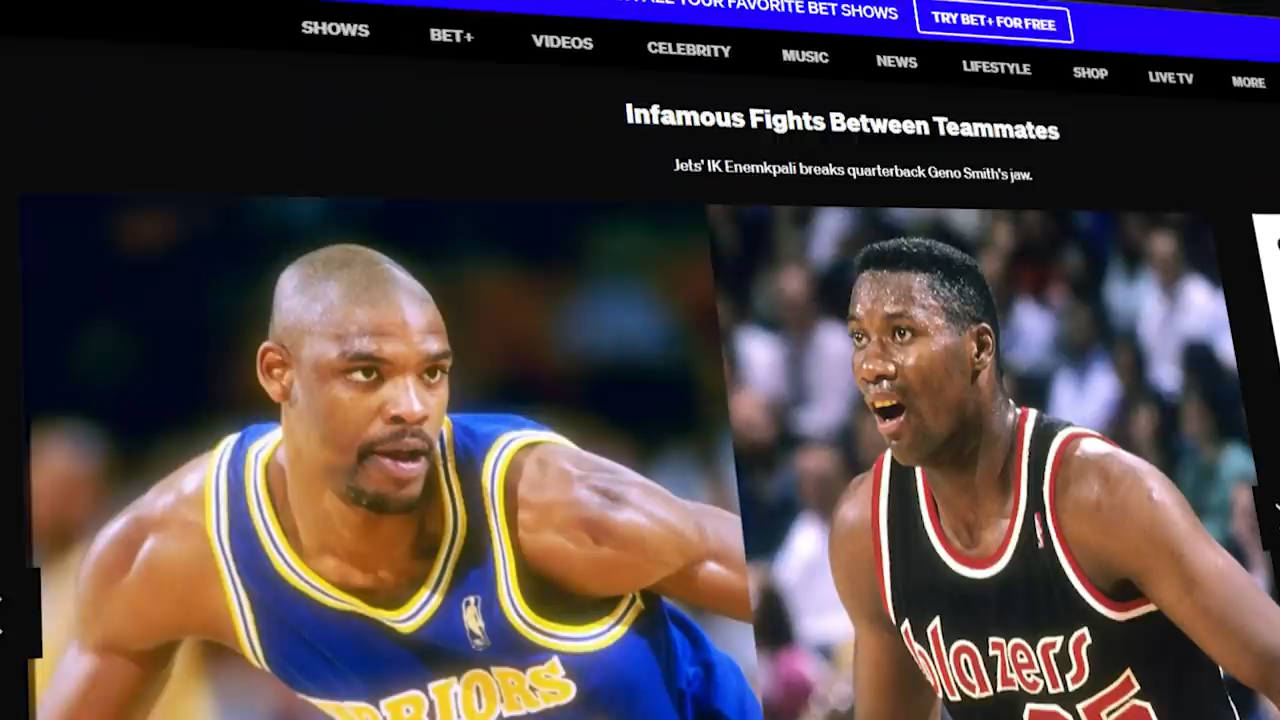 ALL YOUR FAVORITE BET SHOWS
TRY BET+ FOR FREE
SHOWS BET+ VIDEOS CELEBRITY MUSIC NEWS LIFESTYLE SHOP LIVE TV MORE
Infamous Fights Between Teammates
Jets' IK Enemkpali breaks quarterback Geno Smith's jaw.
WARRIORS
blazers
25